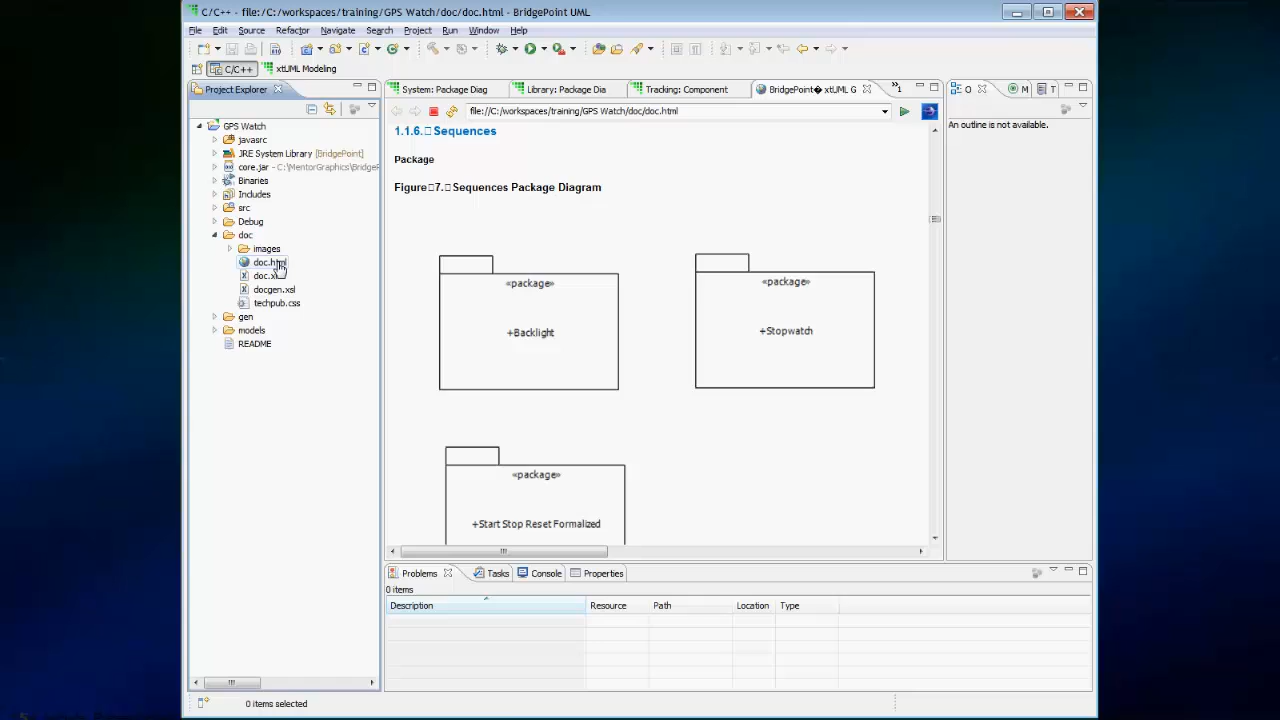 C/C++ - file:/C:/workspaces/training/GPS Watch/doc/doc.html - BridgePoint UML
File Edit Source Refactor Navigate Search Project Run Window Help
C/C++ xtUML Modeling
Project Explorer
GPS Watch
javasrc
JRE System Library [BridgePoint]
core.jar - C:\MentorGraphics\BridgeF
Binaries
Includes
src
Debug
doc
images
doc.html
doc.x
docgen.xsl
techpub.css
gen
models
README
System: Package Diag
Library: Package Dia
Tracking: Component
BridgePoint� xtUML G
1
file://C:/workspaces/training/GPS Watch/doc/doc.html
1.1.6. Sequences
Package
Figure 7. Sequences Package Diagram
«package»
+Backlight
«package»
+Stopwatch
«package»
+Start Stop Reset Formalized
O
M
T
An outline is not available.
Problems Tasks Console Properties
0 items
Description Resource Path Location Type
0 items selected